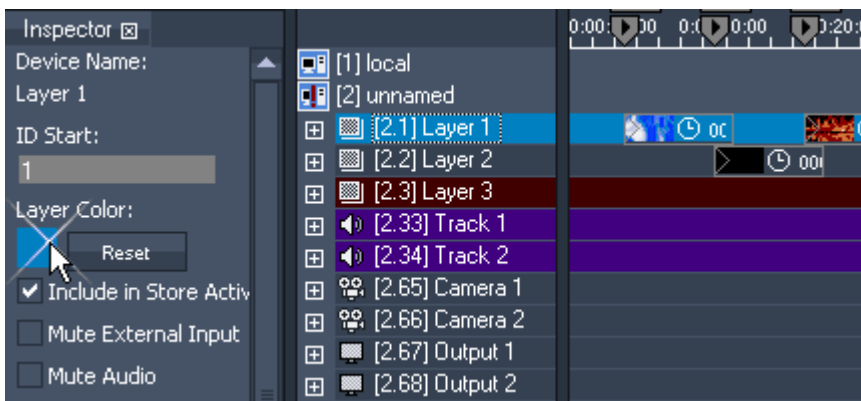 Inspector
Device Name:
Layer 1
ID Start:
1
Layer Color:
Reset
Include in Store Activ
Mute External Input
Mute Audio
[1] local
[2] unnamed
[2.1] Layer 1
[2.2] Layer 2
[2.3] Layer 3
[2.33] Track 1
[2.34] Track 2
[2.65] Camera 1
[2.66] Camera 2
[2.67] Output 1
[2.68] Output 2